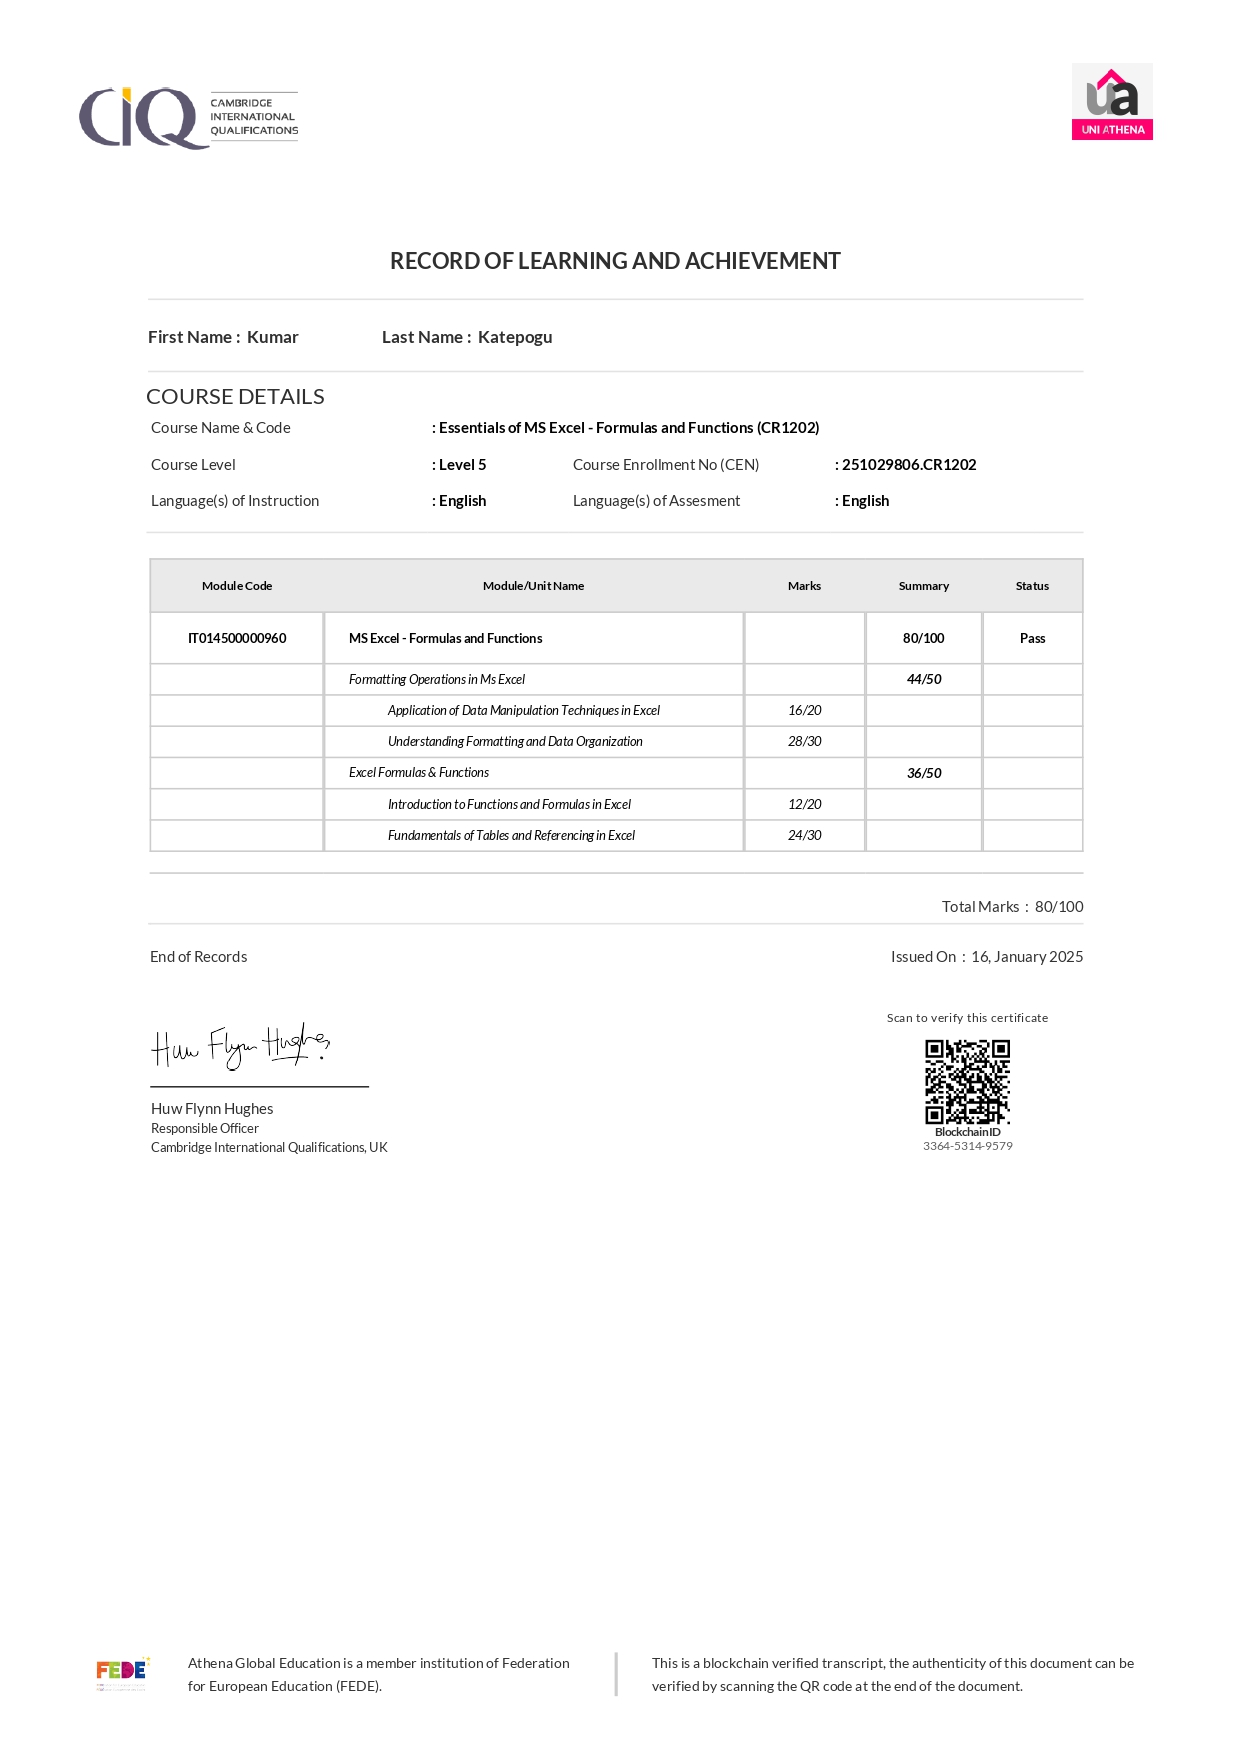 CIQ CAMBRIDGE INTERNATIONAL QUALIFICATIONS
ua
UNI ATHENA
RECORD OF LEARNING AND ACHIEVEMENT
First Name : Kumar Last Name : Katepogu
COURSE DETAILS
Course Name & Code : Essentials of MS Excel - Formulas and Functions (CR1202)
Course Level : Level 5 Course Enrollment No (CEN) : 251029806.CR1202
Language(s) of Instruction : English Language(s) of Assesment : English
Module Code Module/Unit Name Marks Summary Status
IT014500000960 MS Excel - Formulas and Functions 80/100 Pass
Formatting Operations in Ms Excel 44/50
Application of Data Manipulation Techniques in Excel 16/20
Understanding Formatting and Data Organization 28/30
Excel Formulas & Functions 36/50
Introduction to Functions and Formulas in Excel 12/20
Fundamentals of Tables and Referencing in Excel 24/30
Total Marks : 80/100
End of Records Issued On : 16, January 2025
Scan to verify this certificate
Huw Flynn Hughes
Huw Flynn Hughes
Responsible Officer
Cambridge International Qualifications, UK
BlockchainID
3364-5314-9579
FEDE
Athena Global Education is a member institution of Federation
for European Education (FEDE).
This is a blockchain verified transcript, the authenticity of this document can be
verified by scanning the QR code at the end of the document.